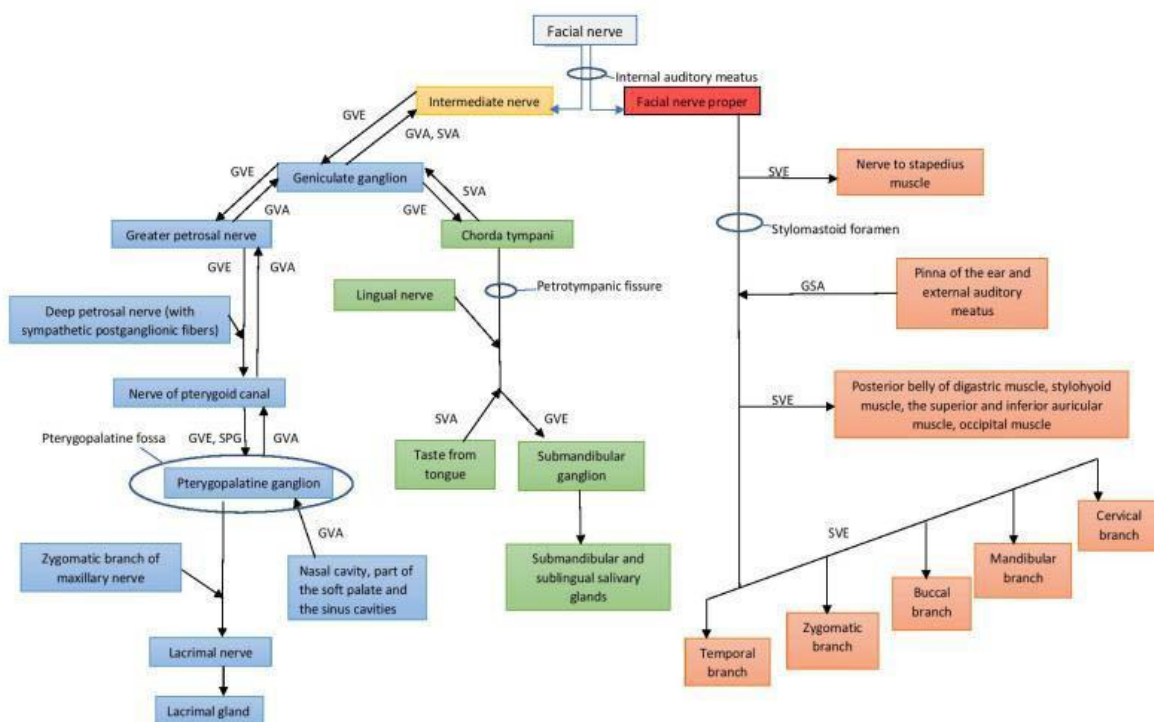 Facial nerve
Internal auditory meatus
Intermediate nerve
Facial nerve proper
GVE
GVA, SVA
Geniculate ganglion
SVE
Nerve to stapedius
muscle
GVE
GVA
SVA
GVE
Greater petrosal nerve
Chorda tympani
Stylomastoid foramen
GVE
GVA
Lingual nerve
Petrotympanic fissure
GSA
Pinna of the ear and
external auditory
meatus
Deep petrosal nerve (with
sympathetic postganglionic fibers)
Nerve of pterygoid canal
SVE
Posterior belly of digastric muscle, stylohyoid
muscle, the superior and inferior auricular
muscle, occipital muscle
Pterygopalatine fossa
GVE, SPG
GVA
SVA
GVE
Taste from
tongue
Submandibular
ganglion
Pterygopalatine ganglion
GVA
SVE
Cervical
branch
Mandibular
branch
Buccal
branch
Zygomatic
branch
Temporal
branch
Zygomatic branch of
maxillary nerve
Nasal cavity, part of
the soft palate and
the sinus cavities
Submandibular and
sublingual salivary
glands
Lacrimal nerve
Lacrimal gland